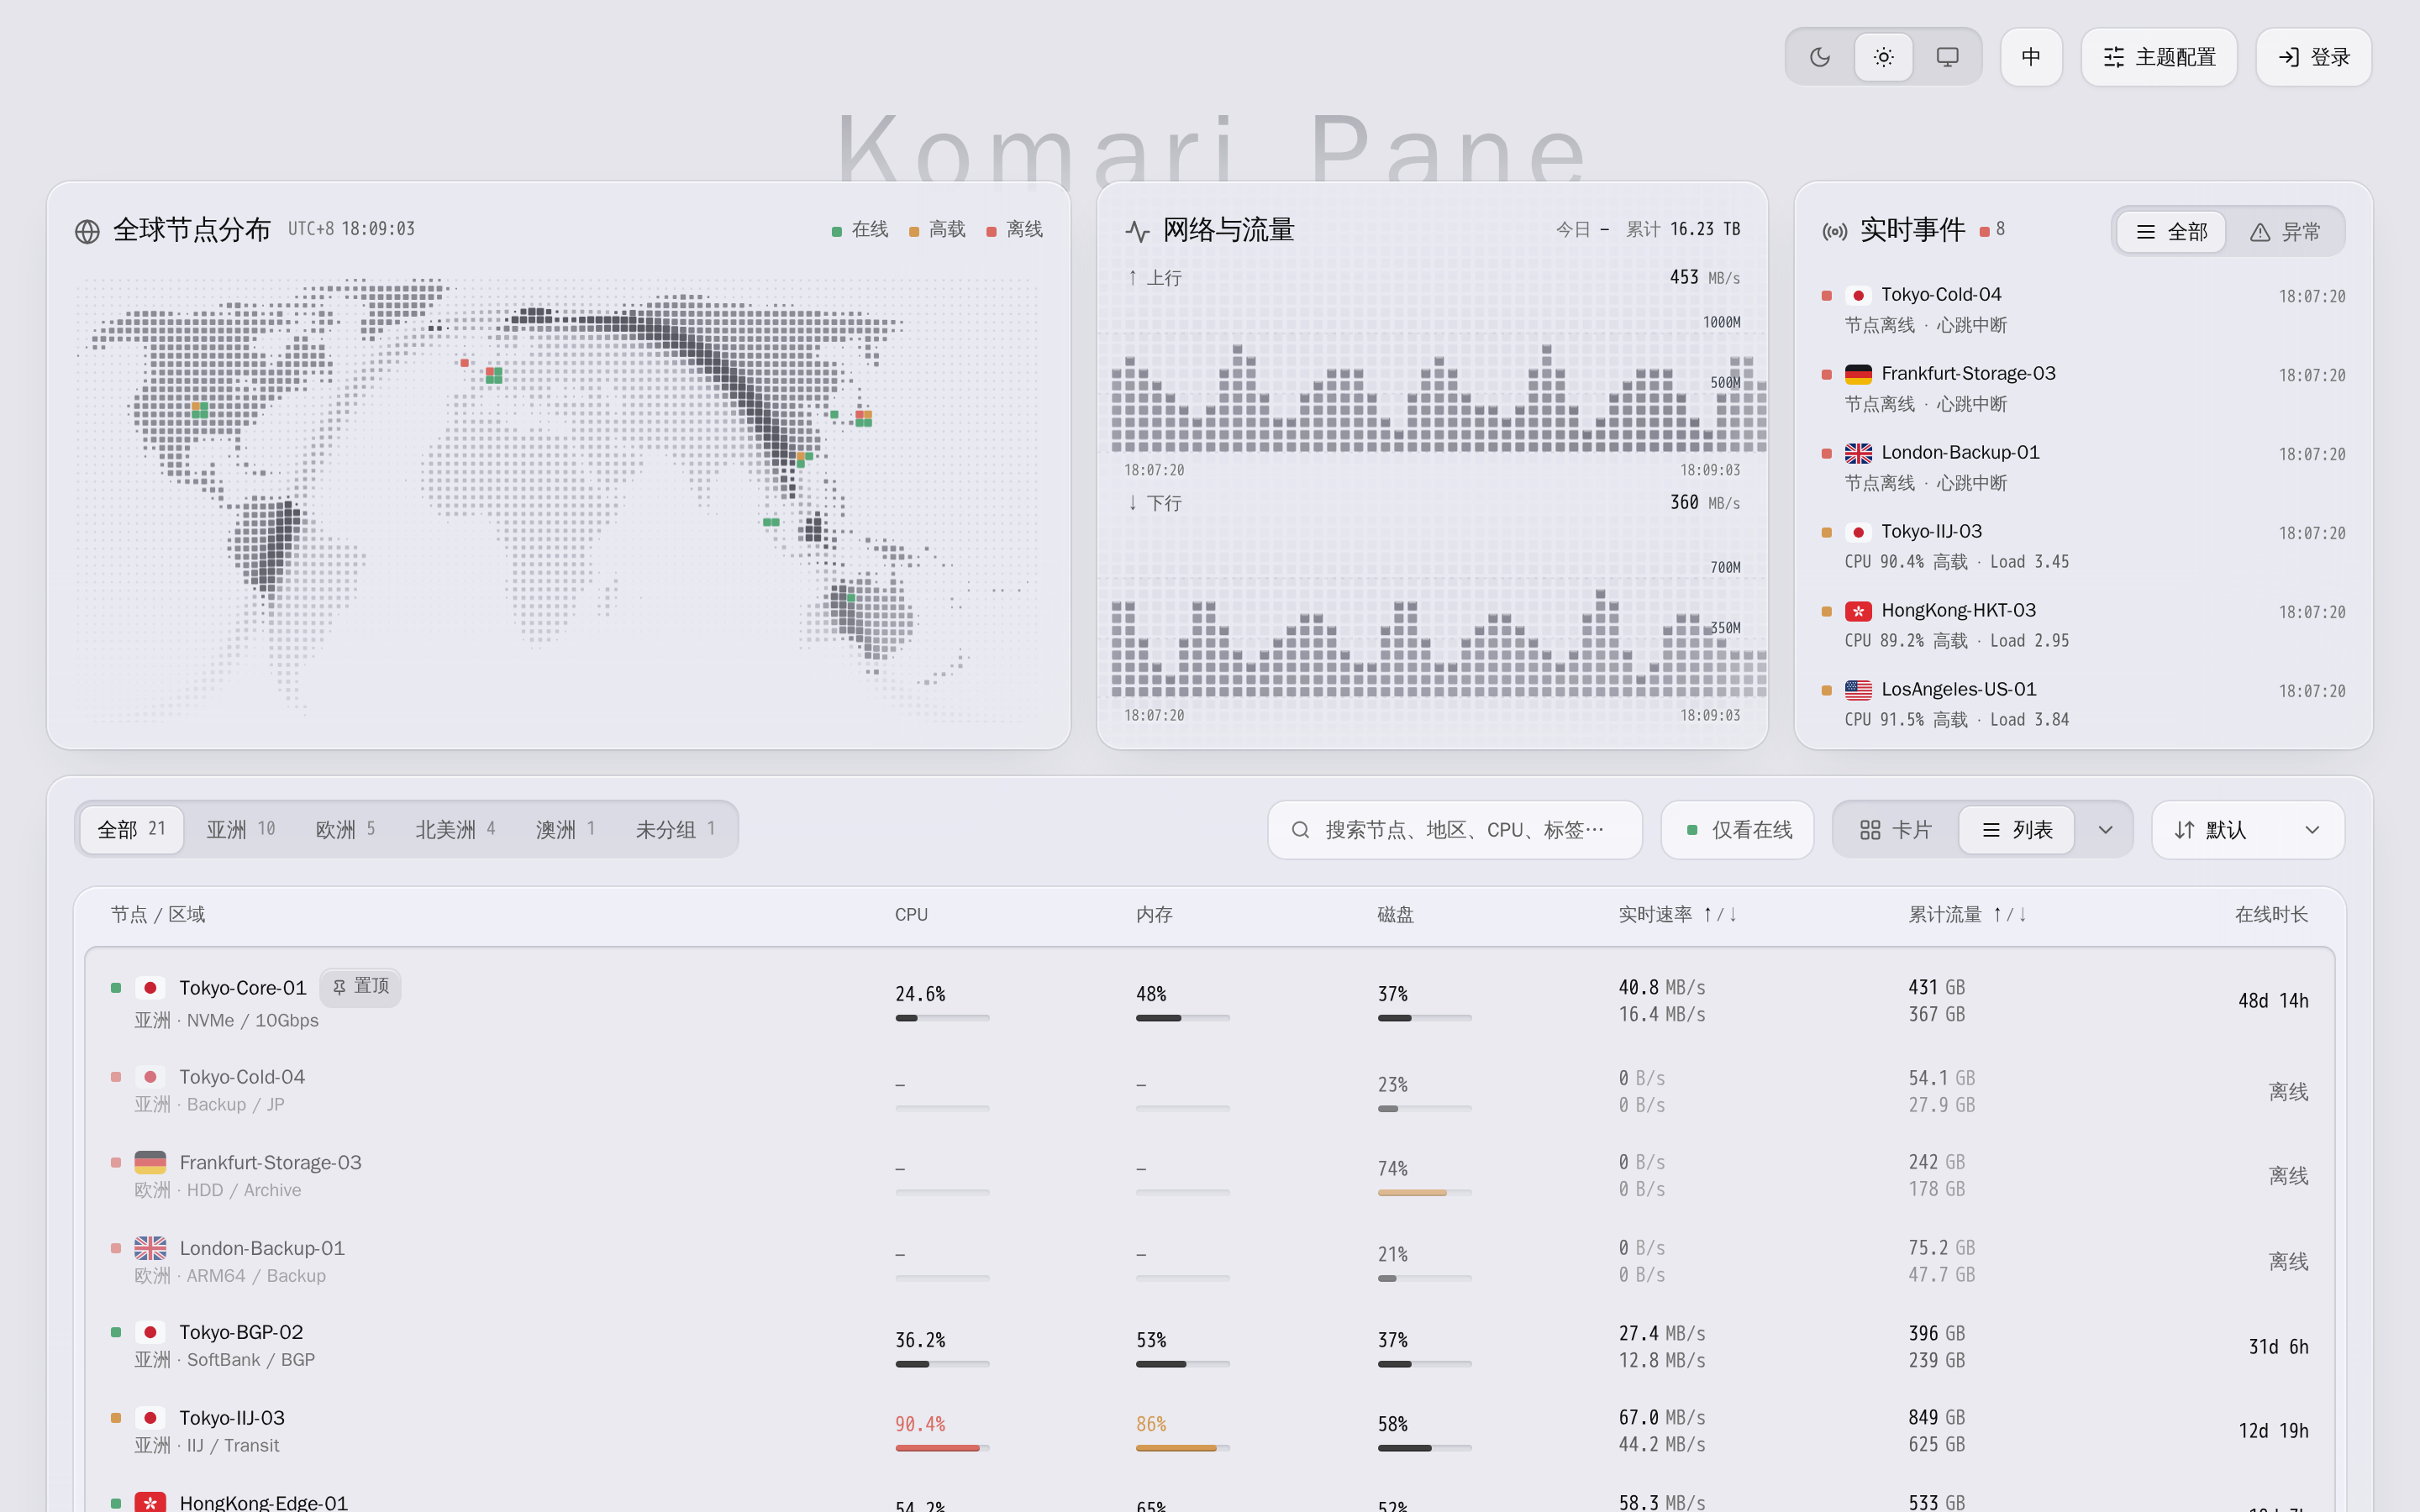 中 主题配置 登录
Komari Pane
全球节点分布 UTC+8 18:09:03 在线 高载 离线
网络与流量 今日 – 累计 16.23 TB
↑ 上行 453 MB/s
1000M
500M
18:07:20 18:09:03
↓ 下行 360 MB/s
700M
350M
18:07:20 18:09:03
实时事件 8 全部 异常
Tokyo-Cold-04 18:07:20
节点离线 · 心跳中断
Frankfurt-Storage-03 18:07:20
节点离线 · 心跳中断
London-Backup-01 18:07:20
节点离线 · 心跳中断
Tokyo-IIJ-03 18:07:20
CPU 90.4% 高载 · Load 3.45
HongKong-HKT-03 18:07:20
CPU 89.2% 高载 · Load 2.95
LosAngeles-US-01 18:07:20
CPU 91.5% 高载 · Load 3.84
全部 21 亚洲 10 欧洲 5 北美洲 4 澳洲 1 未分组 1 搜索节点、地区、CPU、标签… 仅看在线 卡片 列表 默认
节点 / 区域 CPU 内存 磁盘 实时速率 ↑/↓ 累计流量 ↑/↓ 在线时长
Tokyo-Core-01 置顶 24.6% 48% 37% 40.8 MB/s 431 GB 48d 14h
亚洲 · NVMe / 10Gbps 16.4 MB/s 367 GB
Tokyo-Cold-04 – – 23% 0 B/s 54.1 GB 离线
亚洲 · Backup / JP 0 B/s 27.9 GB
Frankfurt-Storage-03 – – 74% 0 B/s 242 GB 离线
欧洲 · HDD / Archive 0 B/s 178 GB
London-Backup-01 – – 21% 0 B/s 75.2 GB 离线
欧洲 · ARM64 / Backup 0 B/s 47.7 GB
Tokyo-BGP-02 36.2% 53% 37% 27.4 MB/s 396 GB 31d 6h
亚洲 · SoftBank / BGP 12.8 MB/s 239 GB
Tokyo-IIJ-03 90.4% 86% 58% 67.0 MB/s 849 GB 12d 19h
亚洲 · IIJ / Transit 44.2 MB/s 625 GB
HongKong-Edge-01 54.2% 65% 52% 58.3 MB/s 533 GB